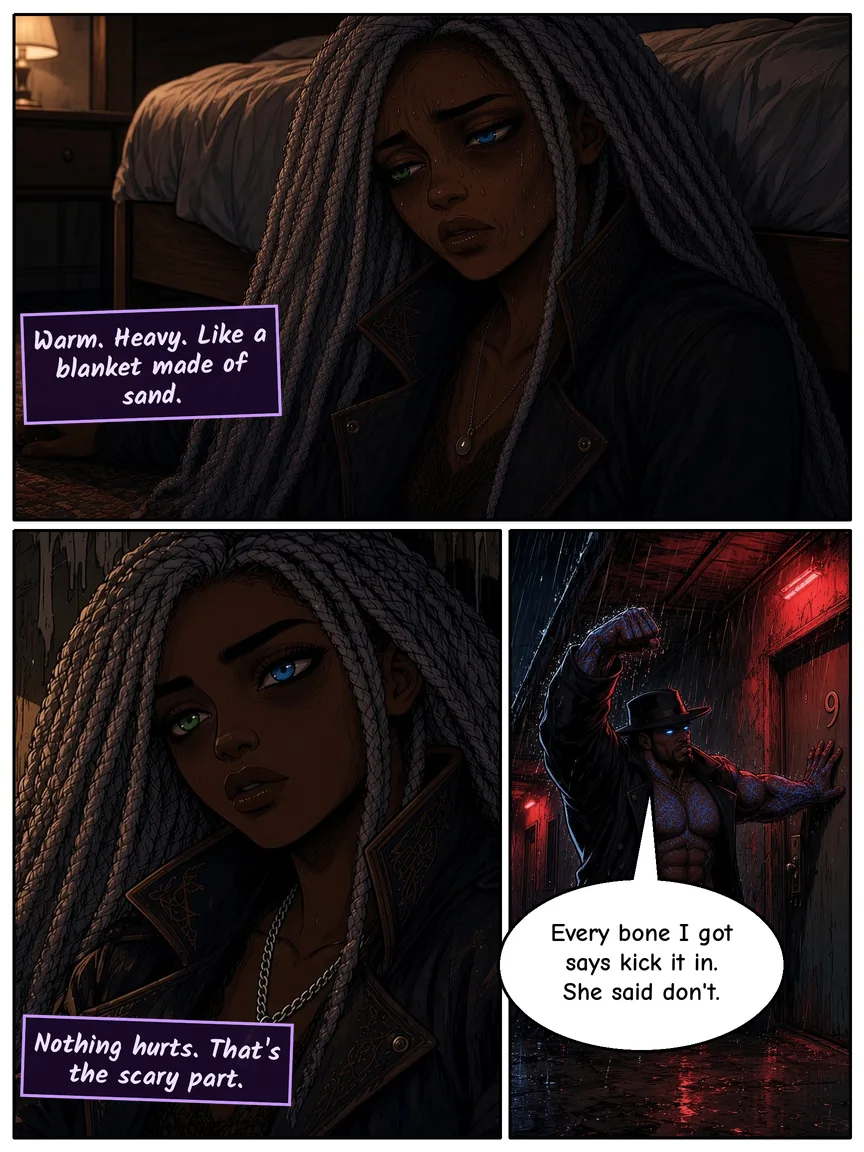 Warm. Heavy. Like a
blanket made of
sand.
Nothing hurts. That's
the scary part.
9
Every bone I got
says kick it in.
She said don't.